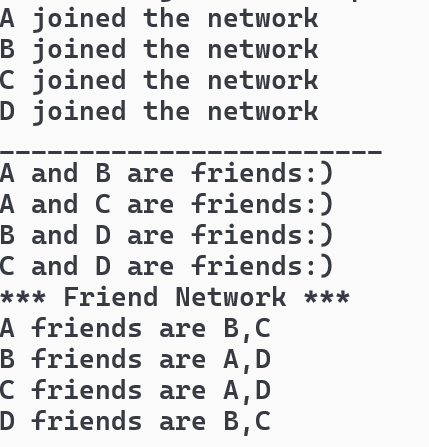 A joined the network
B joined the network
C joined the network
D joined the network
________________________
A and B are friends:)
A and C are friends:)
B and D are friends:)
C and D are friends:)
*** Friend Network ***
A friends are B,C
B friends are A,D
C friends are A,D
D friends are B,C